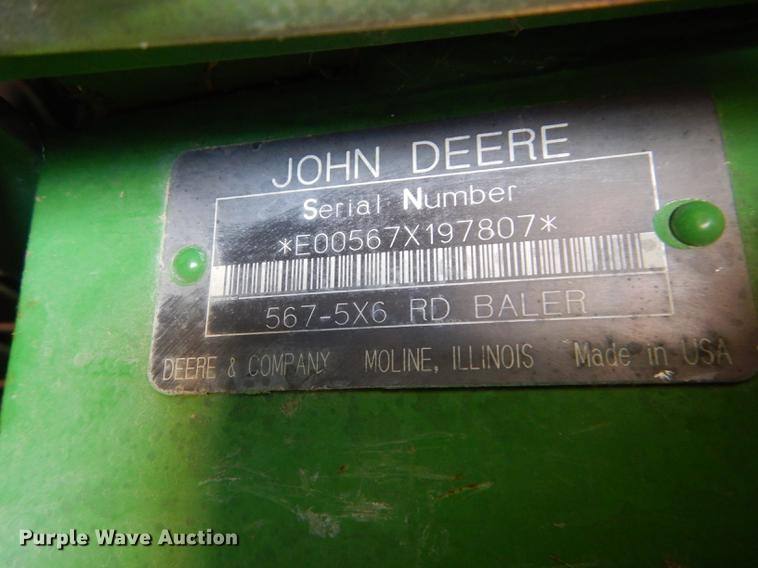 JOHN DEERE
Serial Number
*E00567X197807*
567-5X6 RD BALER
DEERE & COMPANY MOLINE, ILLINOIS Made in USA
Purple Wave Auction